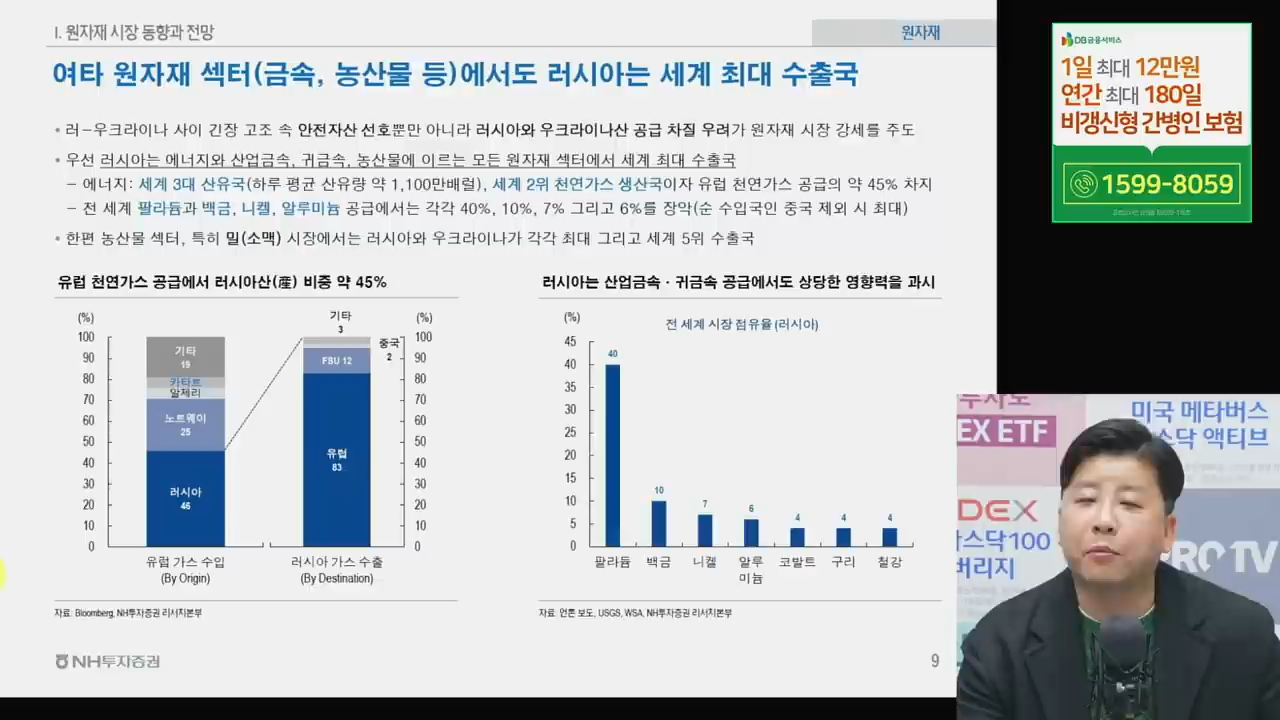 I. 원자재 시장 동향과 전망
원자재
여타 원자재 섹터(금속, 농산물 등)에서도 러시아는 세계 최대 수출국
• 러-우크라이나 사이 긴장 고조 속 안전자산 선호뿐만 아니라 러시아와 우크라이나산 공급 차질 우려가 원자재 시장 강세를 주도
• 우선 러시아는 에너지와 산업금속, 귀금속, 농산물에 이르는 모든 원자재 섹터에서 세계 최대 수출국
- 에너지: 세계 3대 산유국(하루 평균 산유량 약 1,100만배럴), 세계 2위 천연가스 생산국이자 유럽 천연가스 공급의 약 45% 차지
- 전 세계 팔라듐과 백금, 니켈, 알루미늄 공급에서는 각각 40%, 10%, 7% 그리고 6%를 장악(순 수입국인 중국 제외 시 최대)
• 한편 농산물 섹터, 특히 밀(소맥) 시장에서는 러시아와 우크라이나가 각각 최대 그리고 세계 5위 수출국
유럽 천연가스 공급에서 러시아산(産) 비중 약 45%
(%)
100
90
80
70
60
50
40
30
20
10
0
기타
19
카타르
알제리
노르웨이
25
러시아
46
기타
3
중국
2
FBU 12
유럽
83
(%)
100
90
80
70
60
50
40
30
20
10
0
유럽 가스 수입
(By Origin)
러시아 가스 수출
(By Destination)
자료: Bloomberg, NH투자증권 리서치본부
러시아는 산업금속 · 귀금속 공급에서도 상당한 영향력을 과시
(%)
전 세계 시장 점유율 (러시아)
45
40
35
30
25
20
15
10
5
0
40
10
7
6
4
4
4
팔라듐
백금
니켈
알루
미늄
코발트
구리
철강
자료: 언론 보도, USGS, WSA, NH투자증권 리서치본부
NH투자증권
9
DB금융서비스
1일 최대 12만원
연간 최대 180일
비갱신형 간병인 보험
1599-8059
EX ETF
미국 메타버스
스닥 액티브
DEX
스닥100
버리지
PRO TV